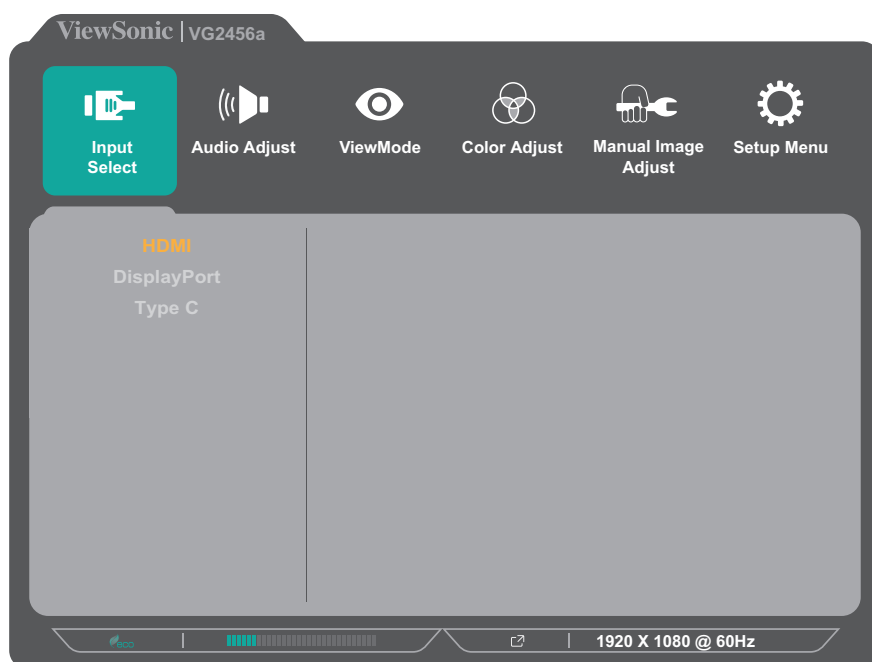 ViewSonic | VG2456a
Input Select
Audio Adjust
ViewMode
Color Adjust
Manual Image Adjust
Setup Menu
HDMI
DisplayPort
Type C
eco
1920 X 1080 @ 60Hz